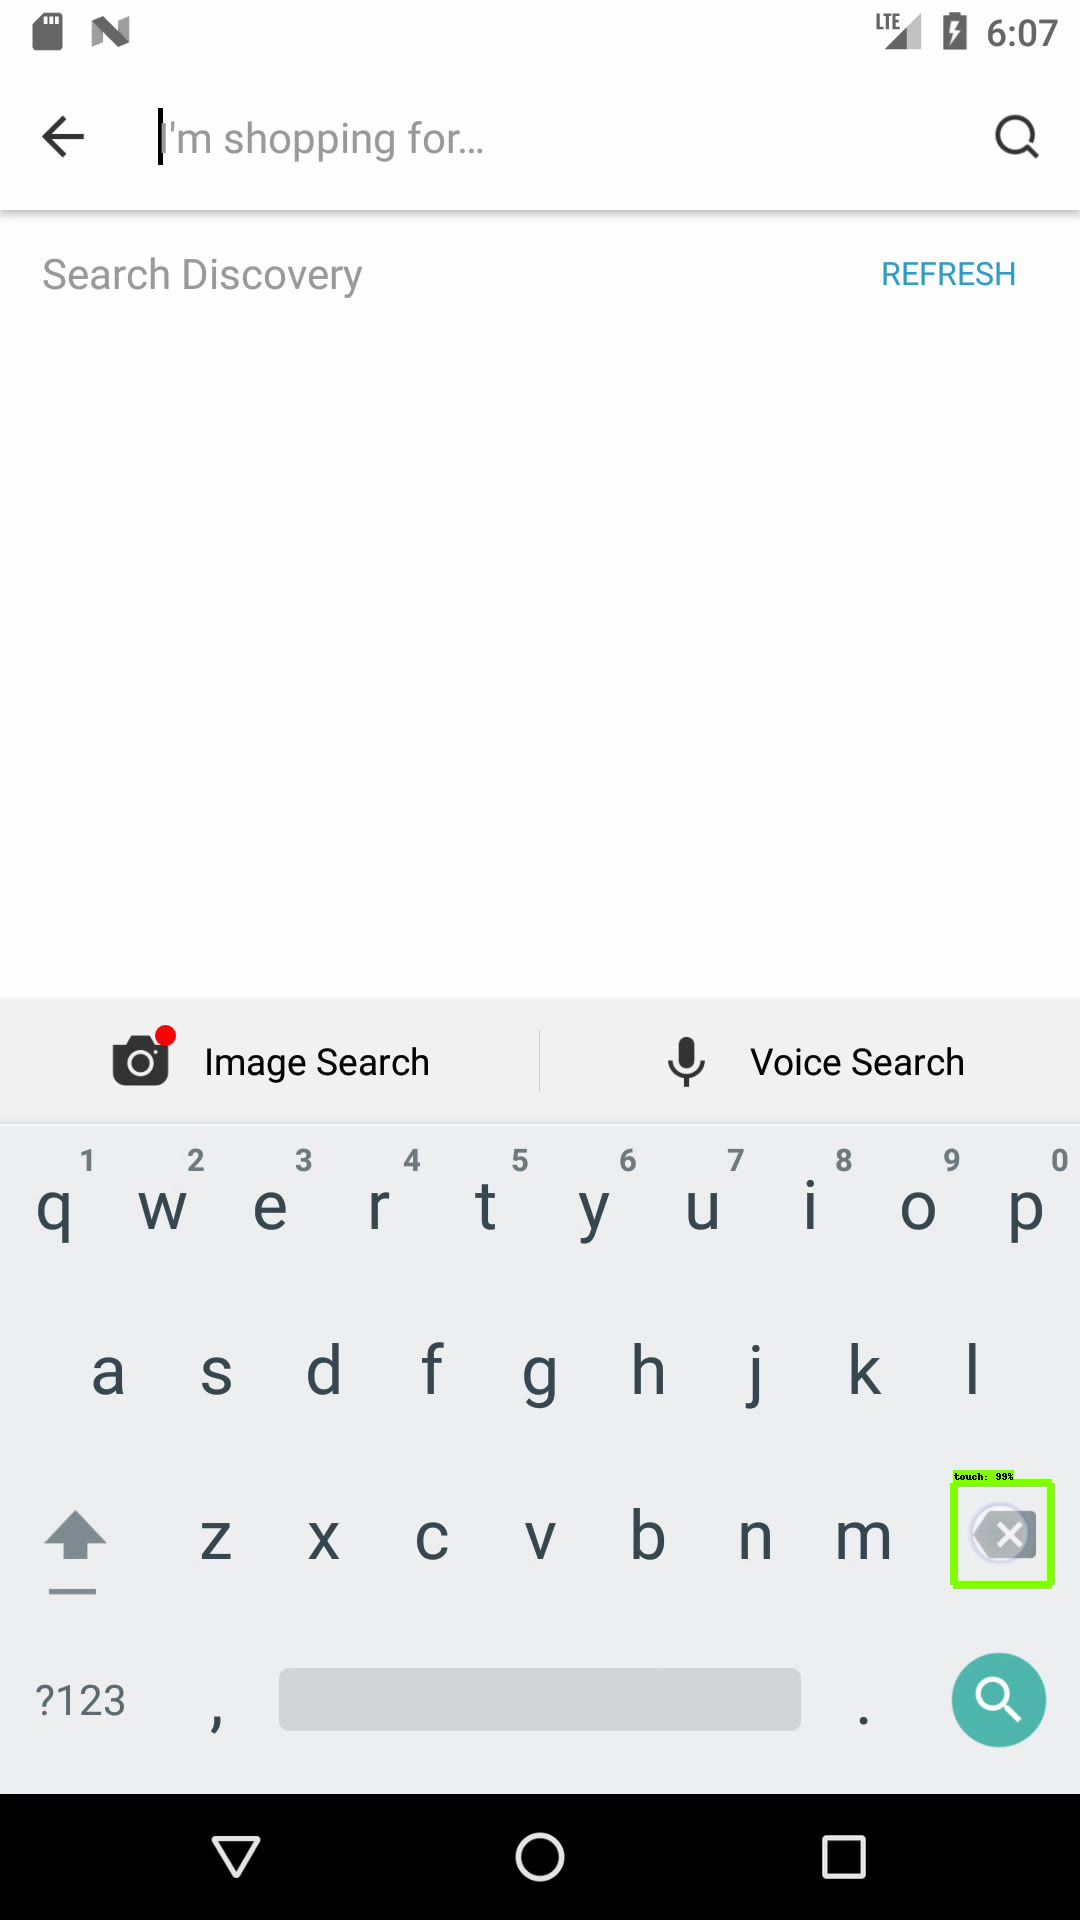 LTE 6:07
I'm shopping for...
Search Discovery REFRESH
Image Search Voice Search
1 2 3 4 5 6 7 8 9 0
q w e r t y u i o p
a s d f g h j k l
touch: 99%
z x c v b n m
?123 , .